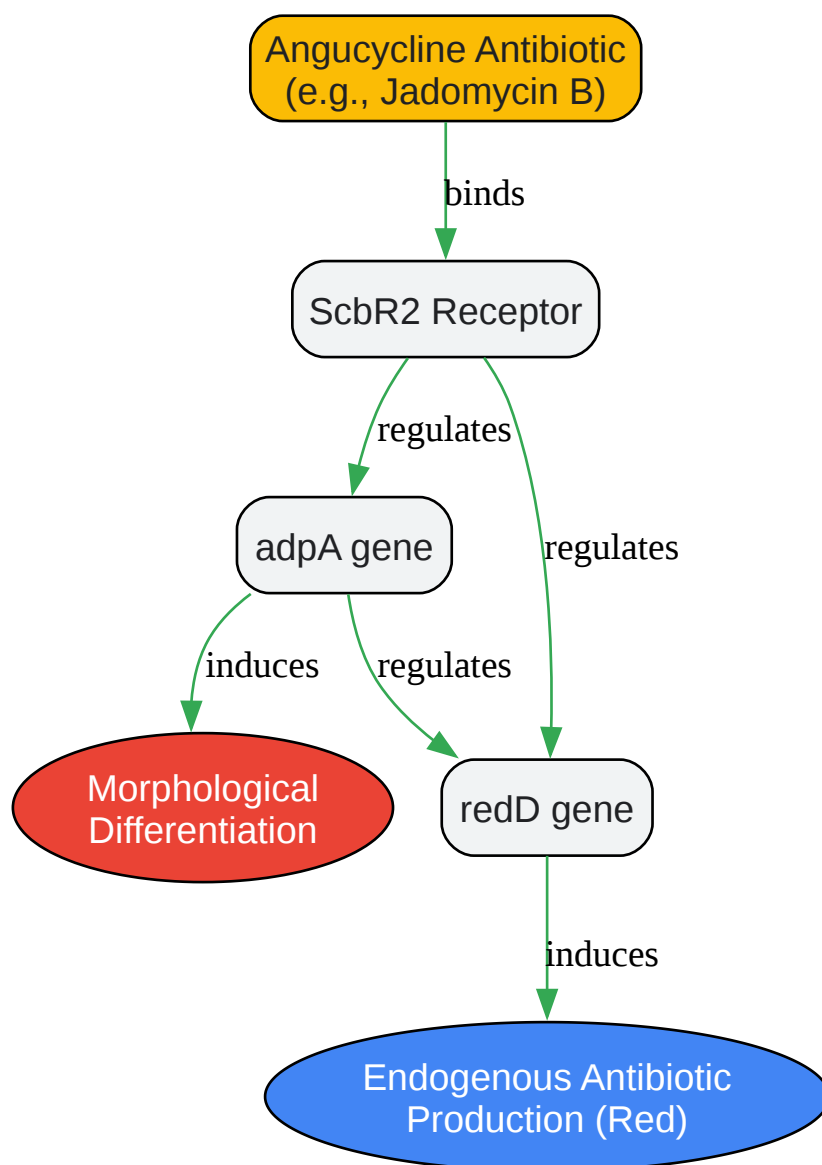 Angucycline Antibiotic
(e.g., Jadomycin B)
binds
ScbR2 Receptor
regulates
adpA gene
regulates
induces
regulates
Morphological
Differentiation
redD gene
induces
Endogenous Antibiotic
Production (Red)